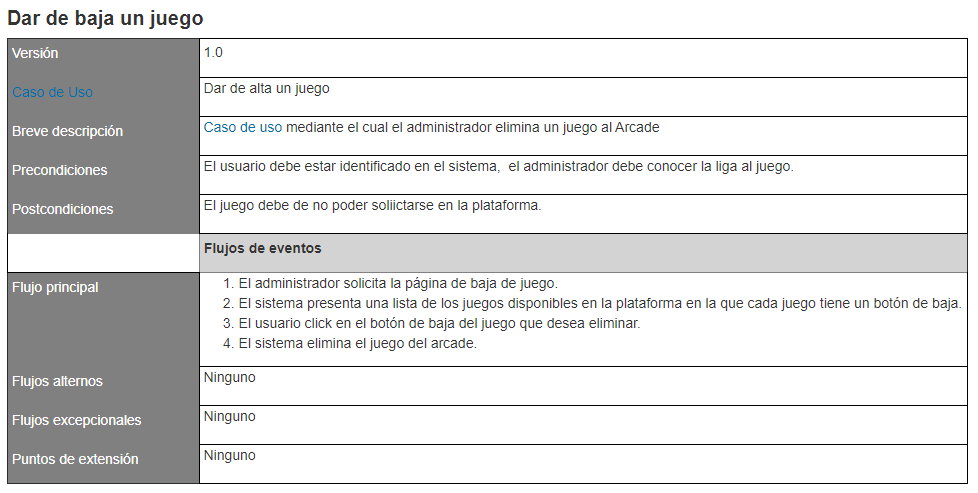 Dar de baja un juego
Versión
1.0
Caso de Uso
Dar de alta un juego
Breve descripción
Caso de uso mediante el cual el administrador elimina un juego al Arcade
Precondiciones
El usuario debe estar identificado en el sistema,  el administrador debe conocer la liga al juego.
Postcondiciones
El juego debe de no poder soliictarse en la plataforma.
Flujos de eventos
Flujo principal
1. El administrador solicita la página de baja de juego.
2. El sistema presenta una lista de los juegos disponibles en la plataforma en la que cada juego tiene un botón de baja.
3. El usuario click en el botón de baja del juego que desea eliminar.
4. El sistema elimina el juego del arcade.
Flujos alternos
Ninguno
Flujos excepcionales
Ninguno
Puntos de extensión
Ninguno